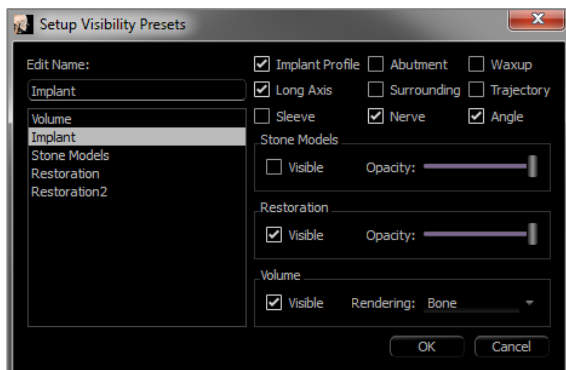 Setup Visibility Presets
Edit Name:
Implant
Volume
Implant
Stone Models
Restoration
Restoration2
Implant Profile Abutment Waxup
Long Axis Surrounding Trajectory
Sleeve Nerve Angle
Stone Models
Visible Opacity:
Restoration
Visible Opacity:
Volume
Visible Rendering: Bone
OK Cancel